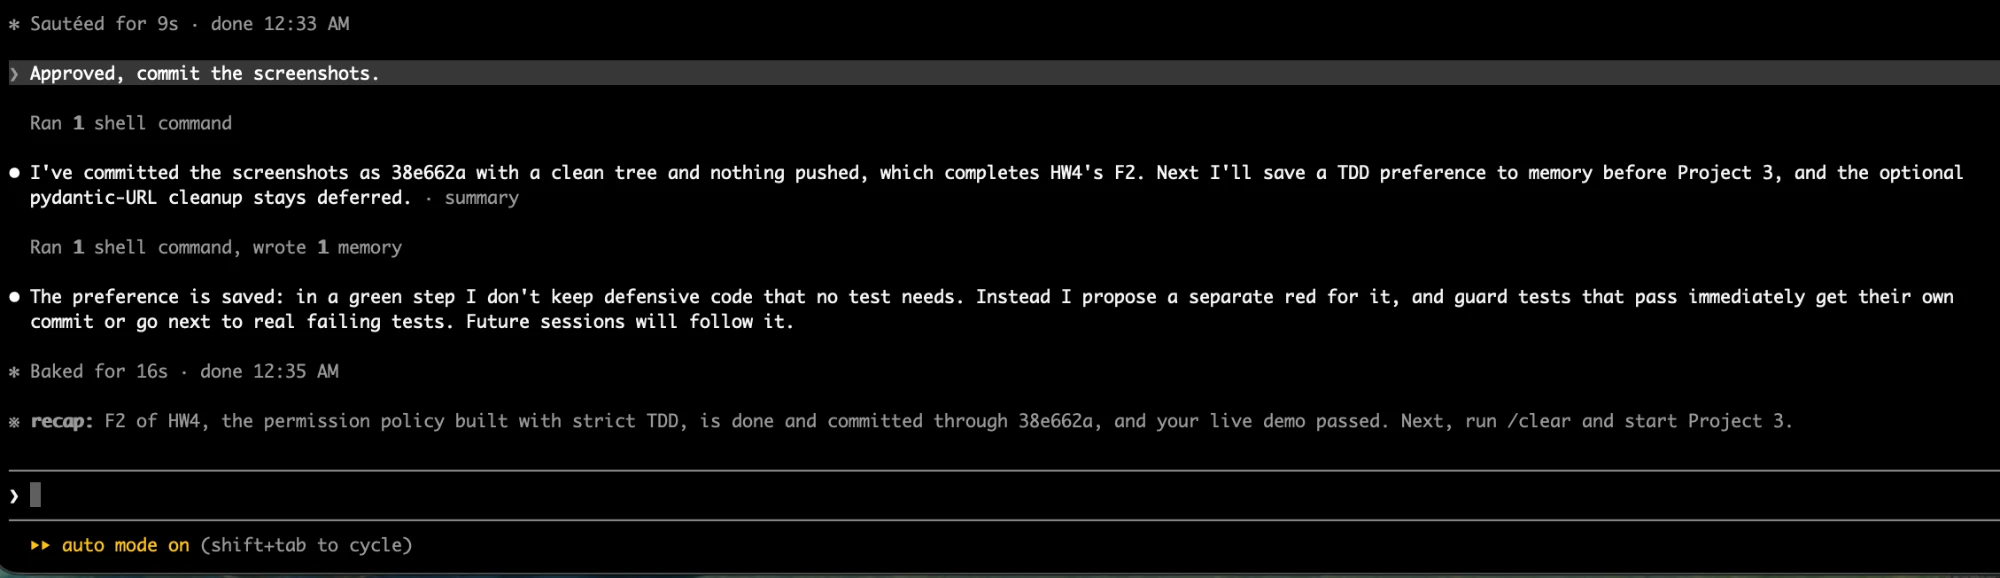 ✻ Sautéed for 9s · done 12:33 AM
❯ Approved, commit the screenshots.
Ran 1 shell command
● I've committed the screenshots as 38e662a with a clean tree and nothing pushed, which completes HW4's F2. Next I'll save a TDD preference to memory before Project 3, and the optional
pydantic-URL cleanup stays deferred. · summary
Ran 1 shell command, wrote 1 memory
● The preference is saved: in a green step I don't keep defensive code that no test needs. Instead I propose a separate red for it, and guard tests that pass immediately get their own
commit or go next to real failing tests. Future sessions will follow it.
✻ Baked for 16s · done 12:35 AM
※ recap: F2 of HW4, the permission policy built with strict TDD, is done and committed through 38e662a, and your live demo passed. Next, run /clear and start Project 3.
❯
⏵⏵ auto mode on (shift+tab to cycle)